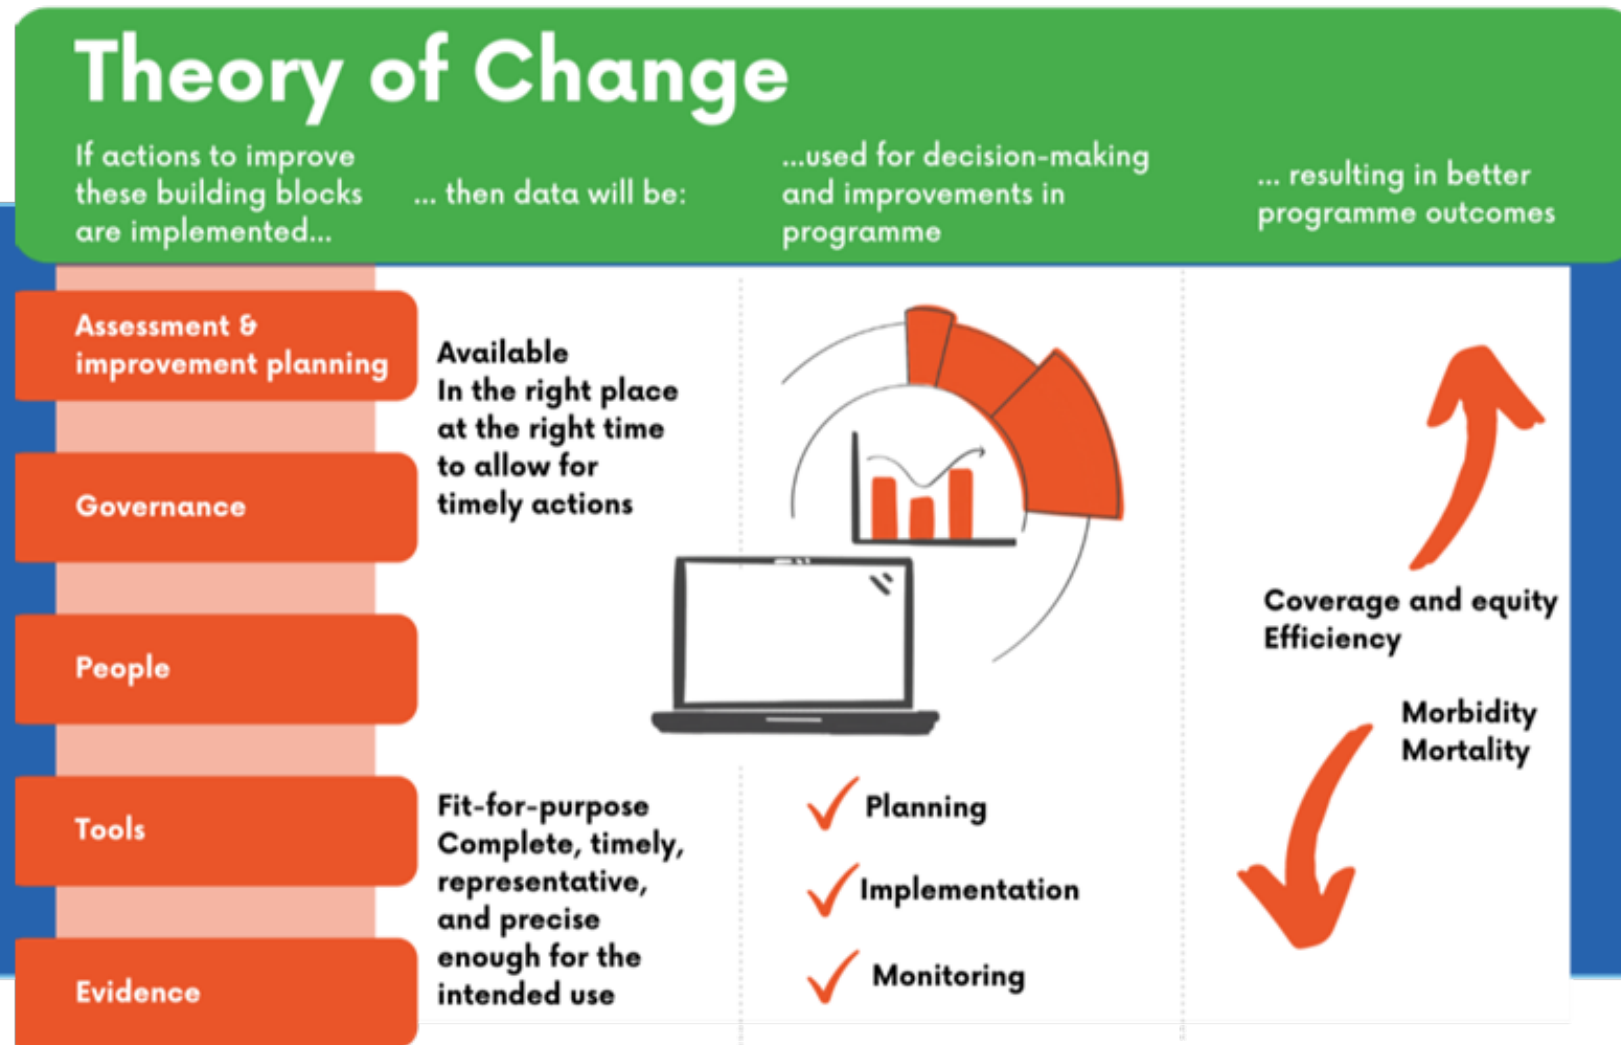 Theory of Change
If actions to improve
these building blocks
are implemented...
... then data will be:
...used for decision-making
and improvements in
programme
... resulting in better
programme outcomes
Assessment &
improvement planning
Governance
People
Tools
Evidence
Available
In the right place
at the right time
to allow for
timely actions
Fit-for-purpose
Complete, timely,
representative,
and precise
enough for the
intended use
Planning
Implementation
Monitoring
Coverage and equity
Efficiency
Morbidity
Mortality